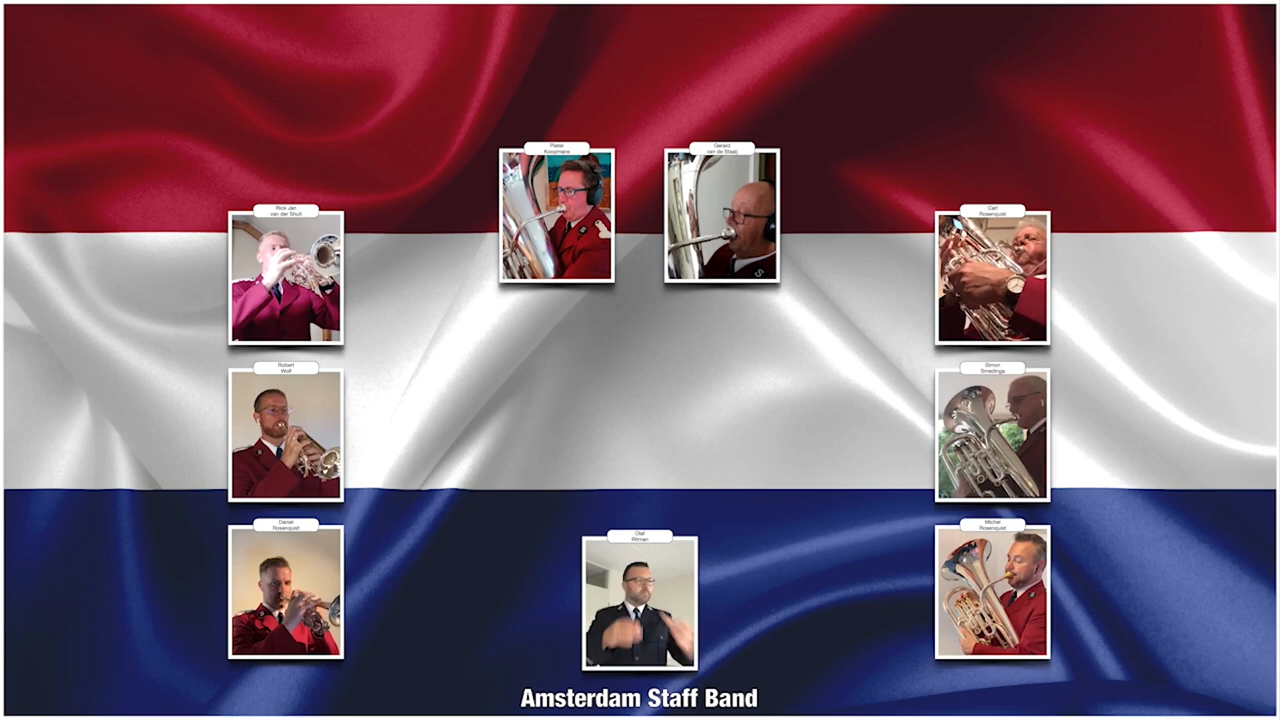 Pieter
Koopmans
Gerard
van de Staaij
Rick Jan
van der Shuit
Carl
Rosenquist
Robert
Wolf
Simon
Smedinga
Daniel
Rosenquist
Olaf
Ritman
Michel
Rosenquist
Amsterdam Staff Band